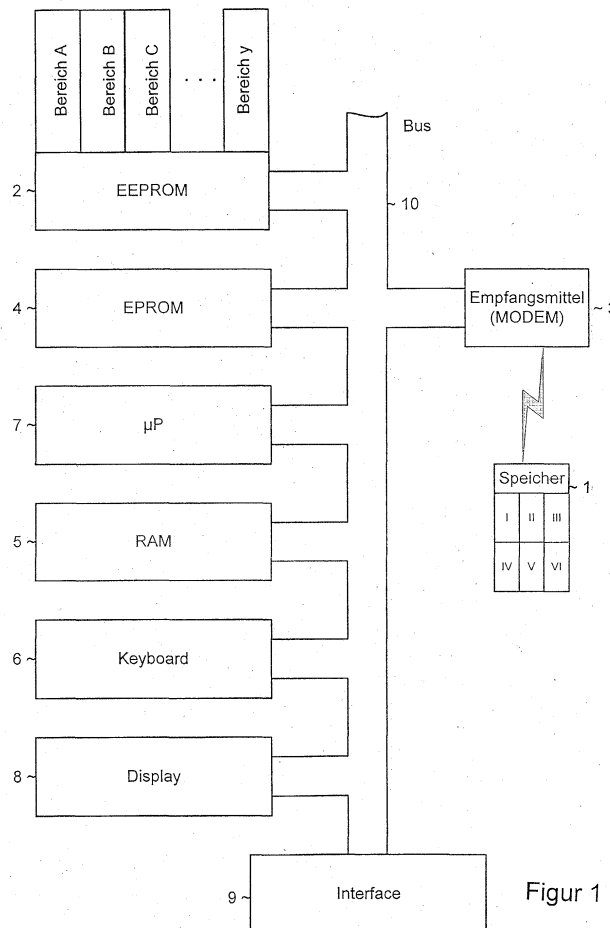 Bereich A
Bereich B
Bereich C
. . .
Bereich y
Bus
2 ~
EEPROM
~ 10
4 ~
EPROM
Empfangsmittel
(MODEM)
~ 3
7 ~
µP
Speicher
~ 1
I II III
IV V VI
5 ~
RAM
6 ~
Keyboard
8 ~
Display
9 ~
Interface
Figur 1